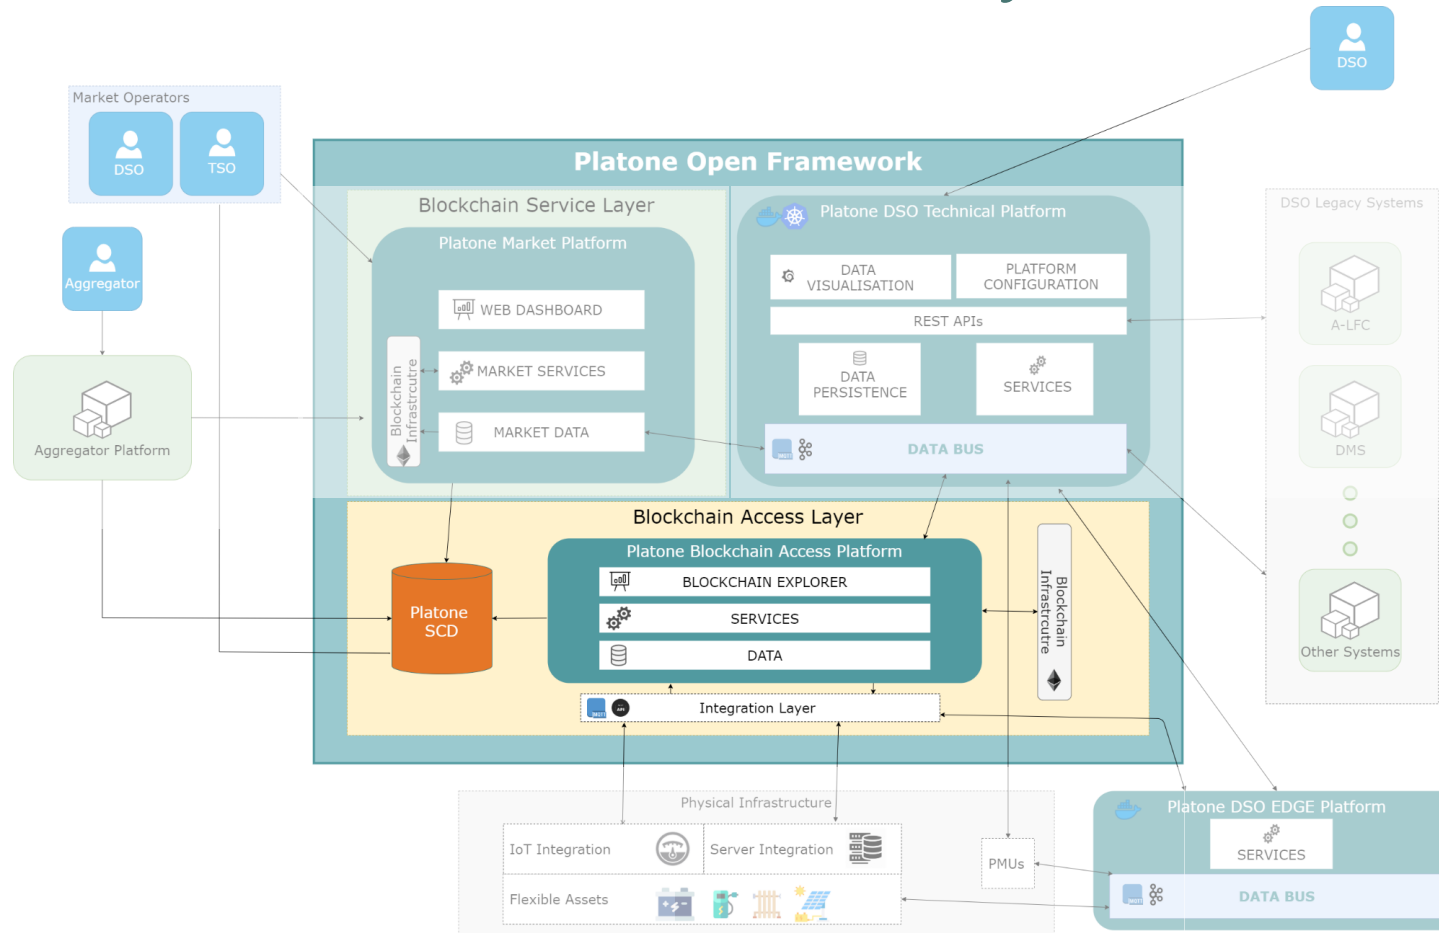 DSO
Market Operators
DSO
TSO
Platone Open Framework
Blockchain Service Layer
Platone DSO Technical Platform
DSO Legacy Systems
Platone Market Platform
Aggregator
DATA
VISUALISATION
PLATFORM
CONFIGURATION
WEB DASHBOARD
REST APIs
A-LFC
Blockchain
Infrastrcutre
MARKET SERVICES
DATA
PERSISTENCE
SERVICES
MARKET DATA
DATA BUS
Aggregator Platform
DMS
Blockchain Access Layer
Platone Blockchain Access Platform
BLOCKCHAIN EXPLORER
Platone
SCD
SERVICES
DATA
Blockchain
Infrastrcutre
Other Systems
API
Integration Layer
Physical Infrastructure
Platone DSO EDGE Platform
IoT Integration
Server Integration
SERVICES
PMUs
Flexible Assets
DATA BUS